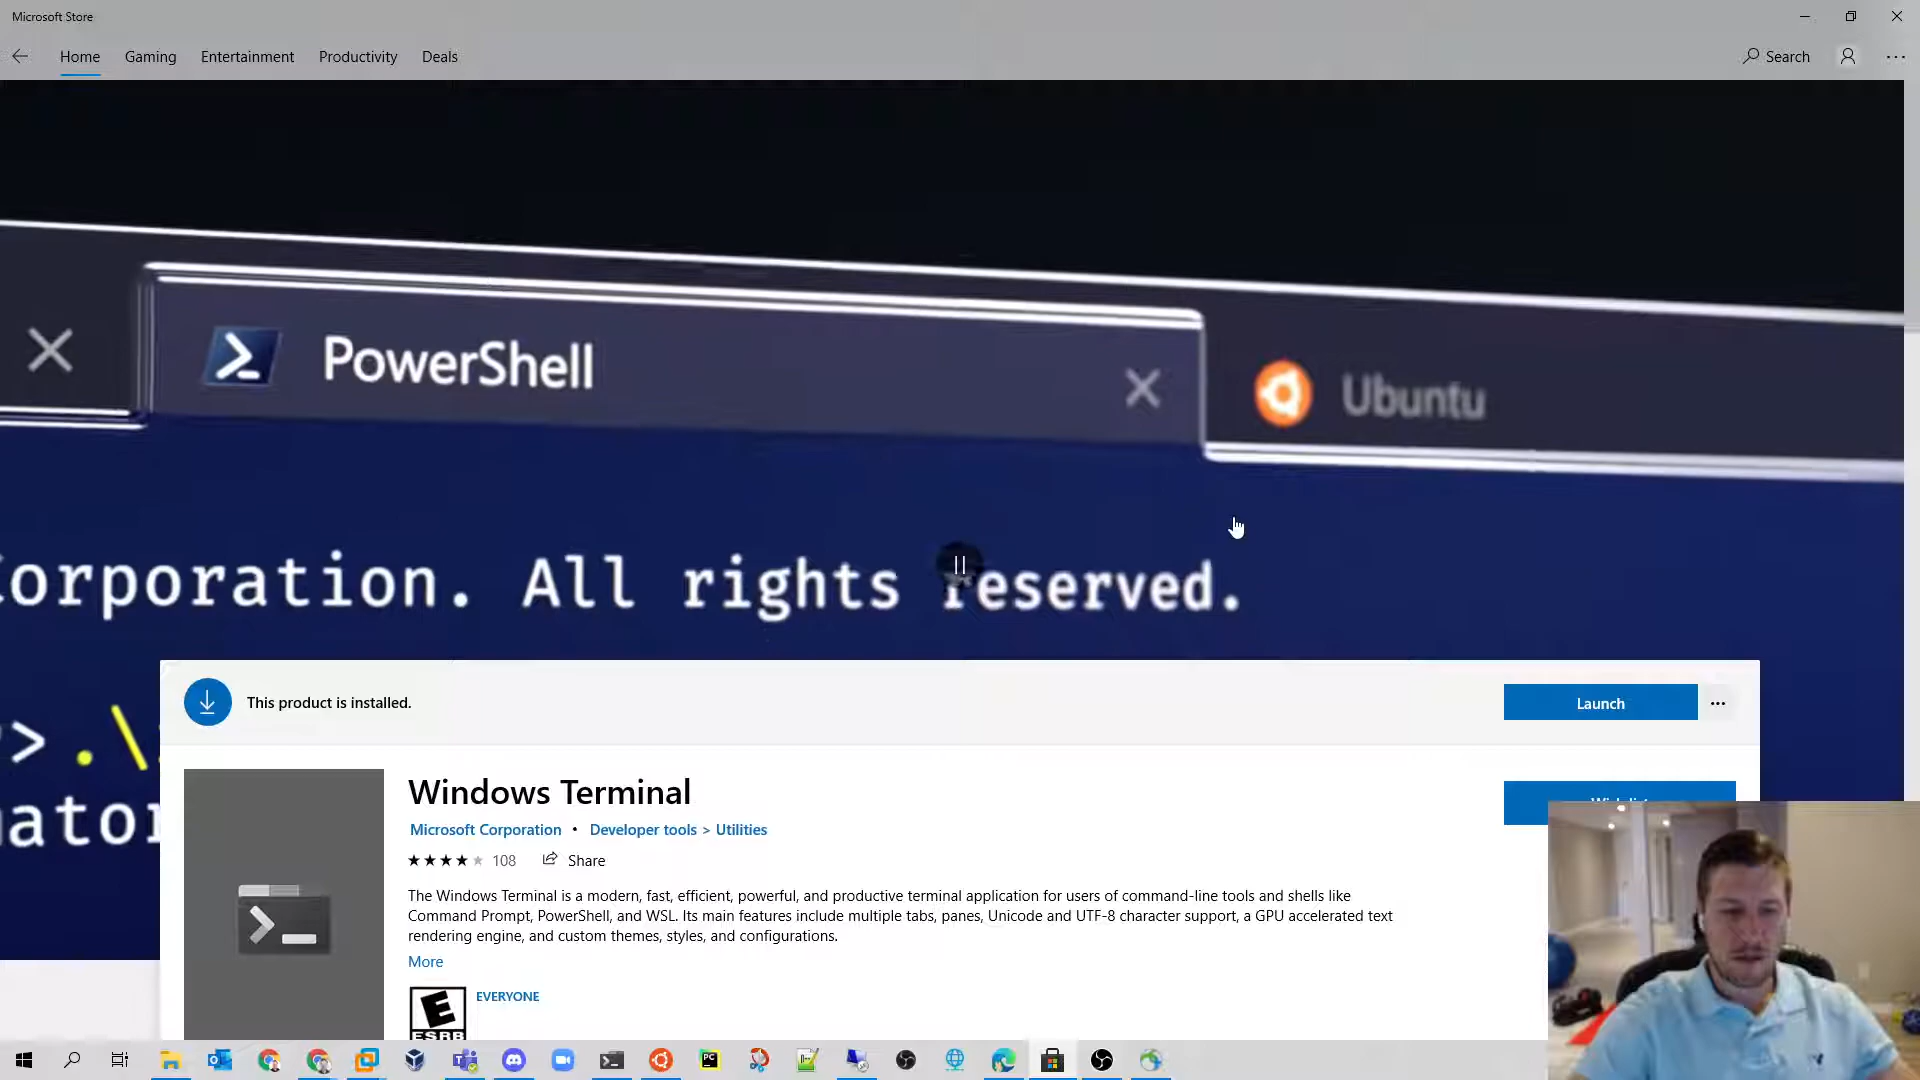 Microsoft Store
Home Gaming Entertainment Productivity Deals
Search
PowerShell
Ubuntu
Corporation. All rights reserved.
>.\
This product is installed.
Launch
Windows Terminal
Microsoft Corporation • Developer tools > Utilities
108 Share
The Windows Terminal is a modern, fast, efficient, powerful, and productive terminal application for users of command-line tools and shells like
Command Prompt, PowerShell, and WSL. Its main features include multiple tabs, panes, Unicode and UTF-8 character support, a GPU accelerated text
rendering engine, and custom themes, styles, and configurations.
More
E EVERYONE
ESRB